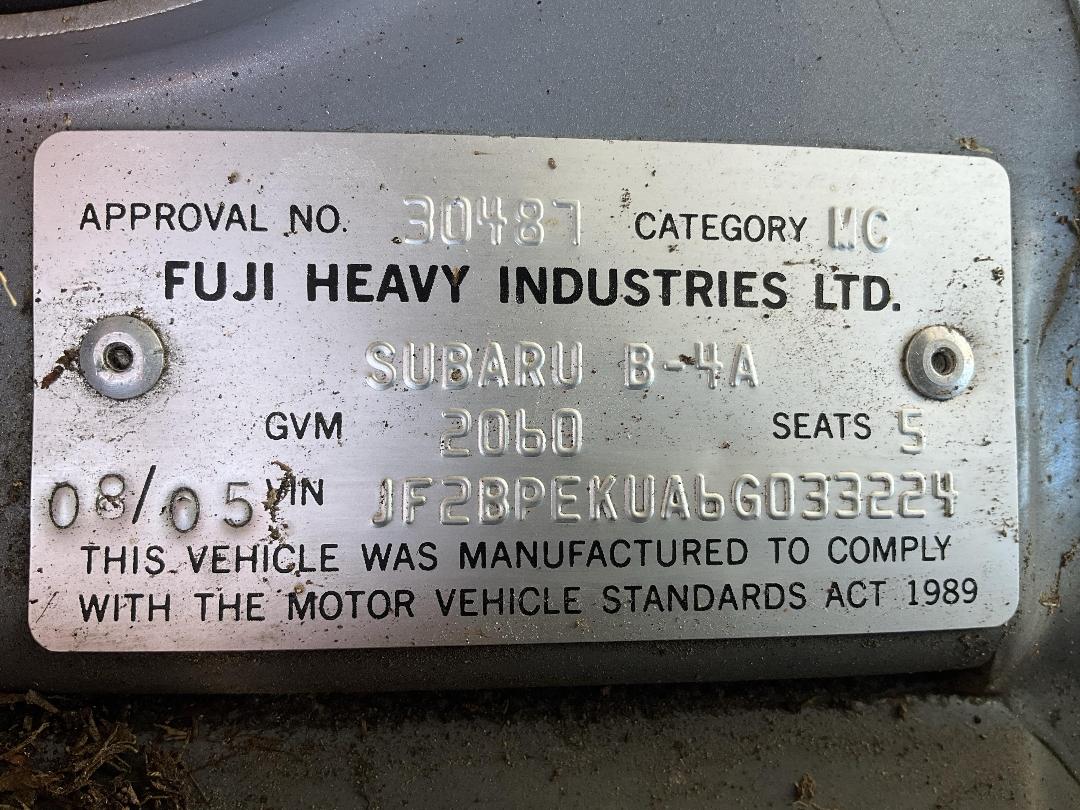 APPROVAL NO. 30487 CATEGORY MC
FUJI HEAVY INDUSTRIES LTD.
SUBARU B-4A
GVM 2060 SEATS 5
08/05 VIN JF2BPEKUA6G033224
THIS VEHICLE WAS MANUFACTURED TO COMPLY
WITH THE MOTOR VEHICLE STANDARDS ACT 1989